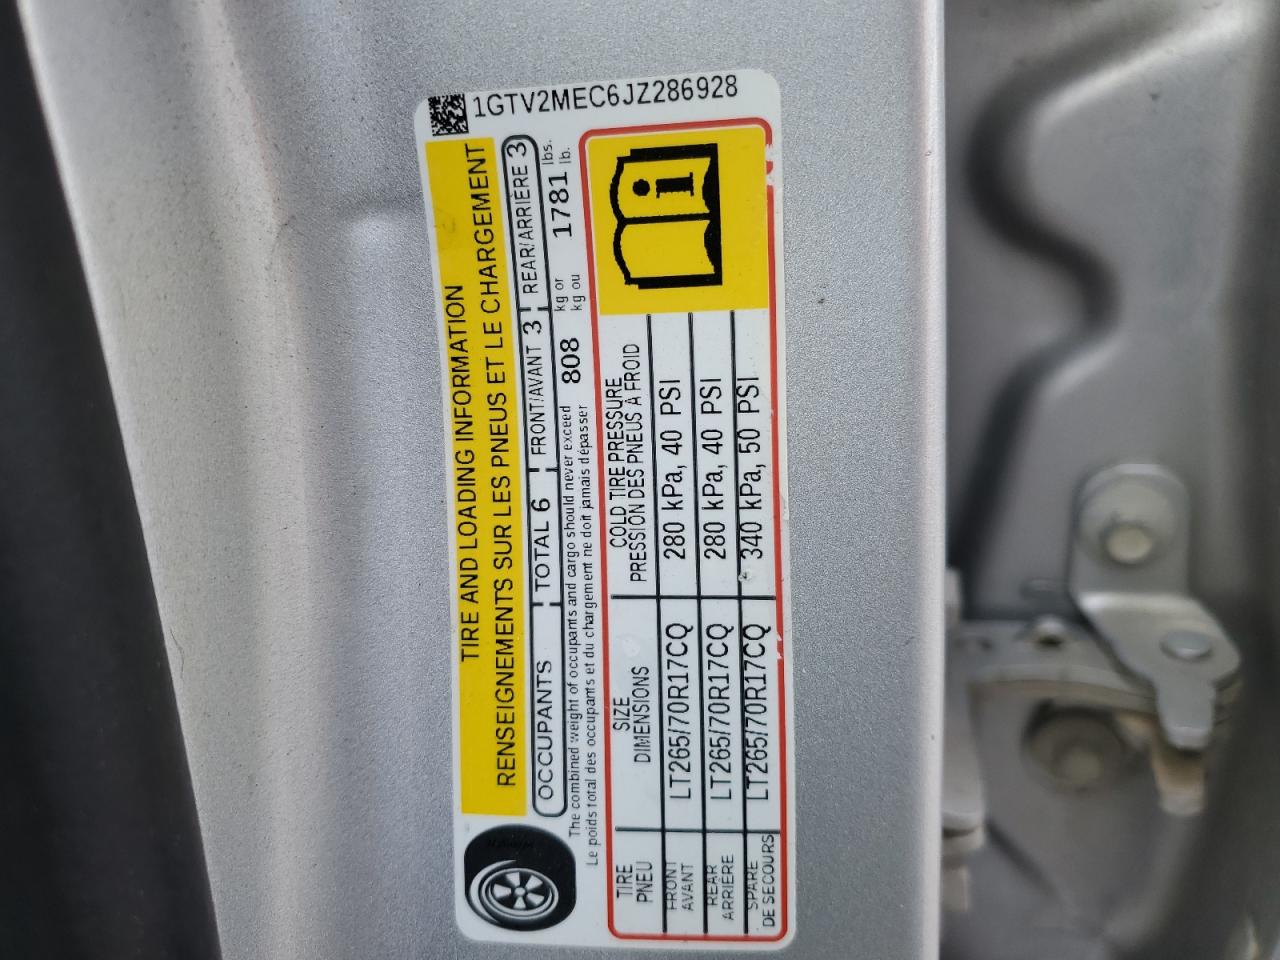 1GTV2MEC6JZ286928
TIRE AND LOADING INFORMATION
RENSEIGNEMENTS SUR LES PNEUS ET LE CHARGEMENT
OCCUPANTS TOTAL 6 FRONT/AVANT 3 REAR/ARRIÈRE 3
The combined weight of occupants and cargo should never exceed 808 kg or 1781 lbs.
Le poids total des occupants et du chargement ne doit jamais dépasser kg ou lb.
TIRE SIZE COLD TIRE PRESSURE
PNEU DIMENSIONS PRESSION DES PNEUS À FROID
FRONT AVANT LT265/70R17CQ 280 kPa, 40 PSI
REAR ARRIÈRE LT265/70R17CQ 280 kPa, 40 PSI
SPARE DE SECOURS LT265/70R17CQ 340 kPa, 50 PSI
i